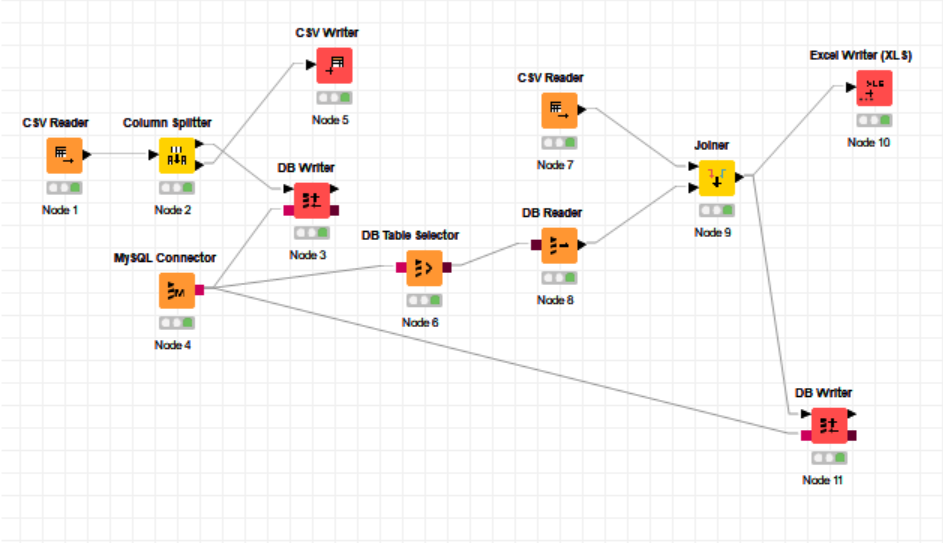 CSV Writer
Node 5
CSV Reader
Node 1
Column Splitter
Node 2
DB Writer
Node 3
MySQL Connector
Node 4
DB Table Selector
Node 6
CSV Reader
Node 7
DB Reader
Node 8
Joiner
Node 9
Excel Writer (XLS)
XLS
Node 10
DB Writer
Node 11